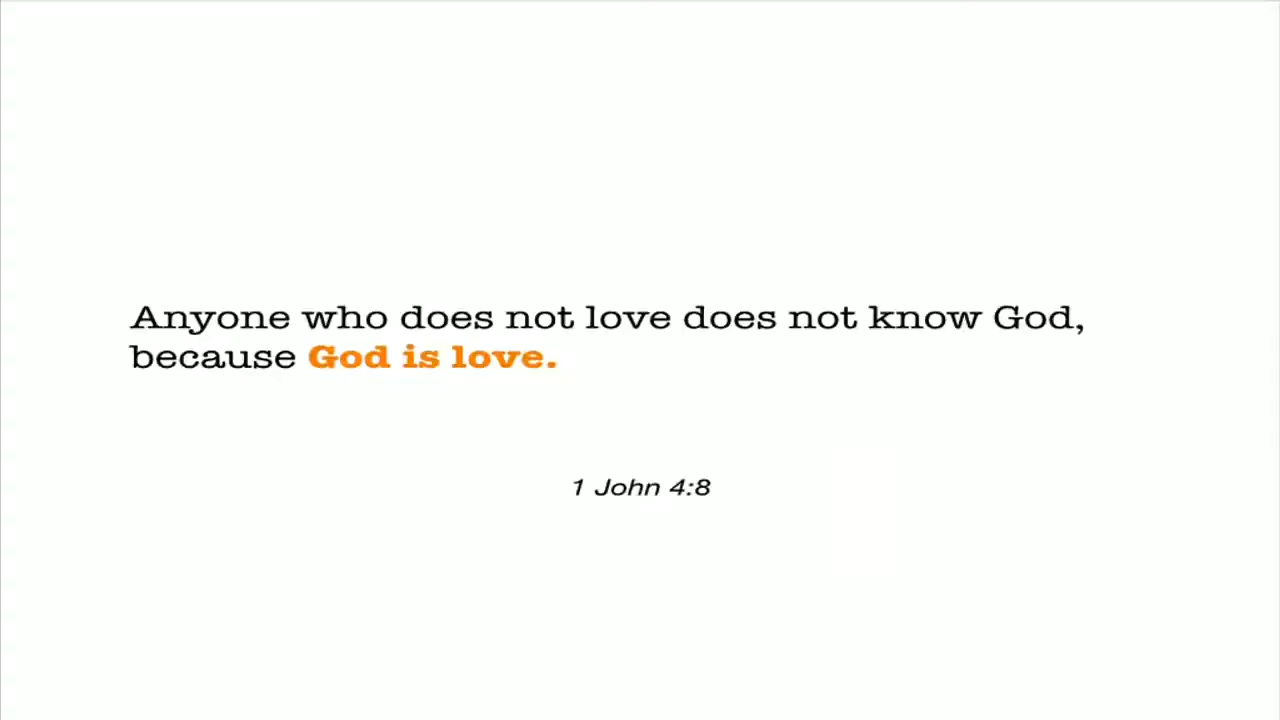 Anyone who does not love does not know God,
because God is love.
1 John 4:8